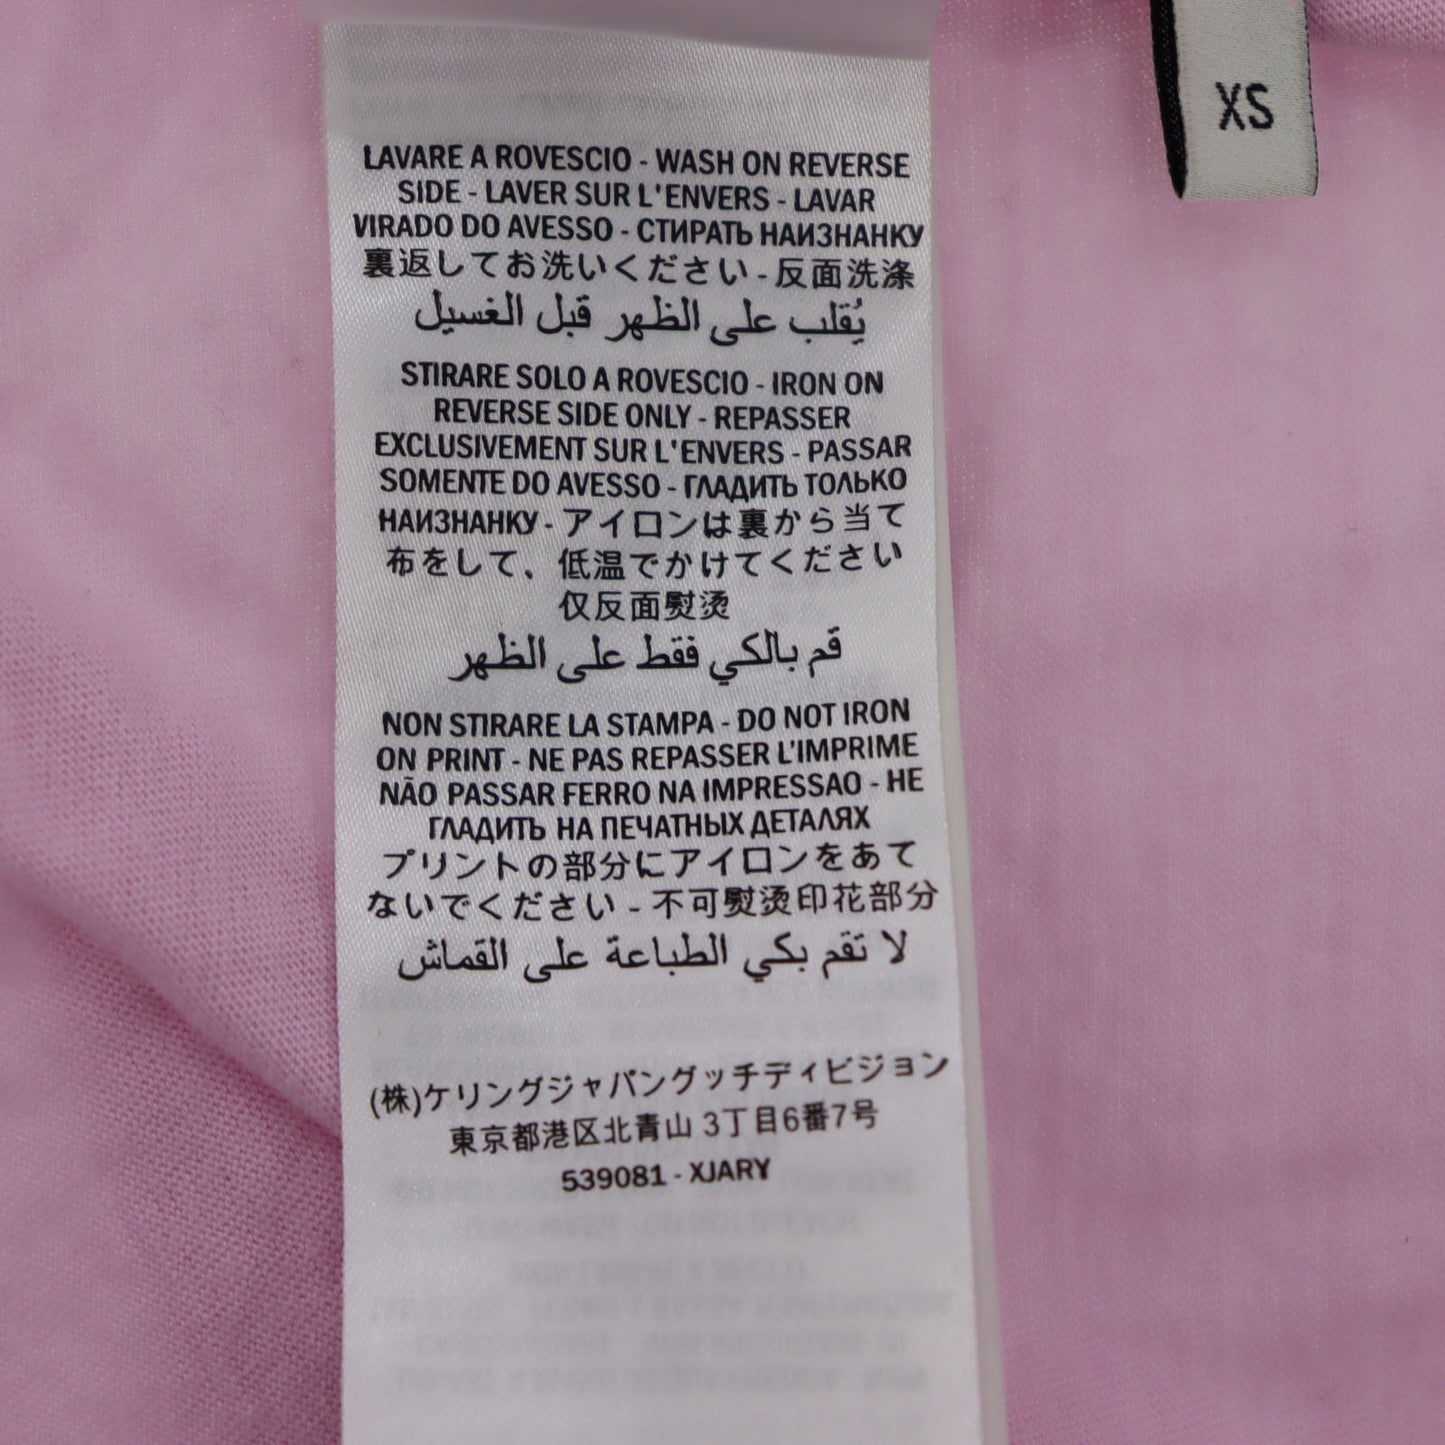 XS
LAVARE A ROVESCIO - WASH ON REVERSE
SIDE - LAVER SUR L'ENVERS - LAVAR
VIRADO DO AVESSO - СТИРАТЬ НАИЗНАНКУ
裏返してお洗いください - 反面洗涤
يُقلب على الظهر قبل الغسيل
STIRARE SOLO A ROVESCIO - IRON ON
REVERSE SIDE ONLY - REPASSER
EXCLUSIVEMENT SUR L'ENVERS - PASSAR
SOMENTE DO AVESSO - ГЛАДИТЬ ТОЛЬКО
НАИЗНАНКУ - アイロンは裏から当て
布をして、低温でかけてください
仅反面熨烫
قم بالكي فقط على الظهر
NON STIRARE LA STAMPA - DO NOT IRON
ON PRINT - NE PAS REPASSER L'IMPRIME
NÃO PASSAR FERRO NA IMPRESSAO - НЕ
ГЛАДИТЬ НА ПЕЧАТНЫХ ДЕТАЛЯХ
プリントの部分にアイロンをあて
ないでください - 不可熨烫印花部分
لا تقم بكي الطباعة على القماش
(株)ケリングジャパングッチディビジョン
東京都港区北青山 3丁目6番7号
539081 - XJARY